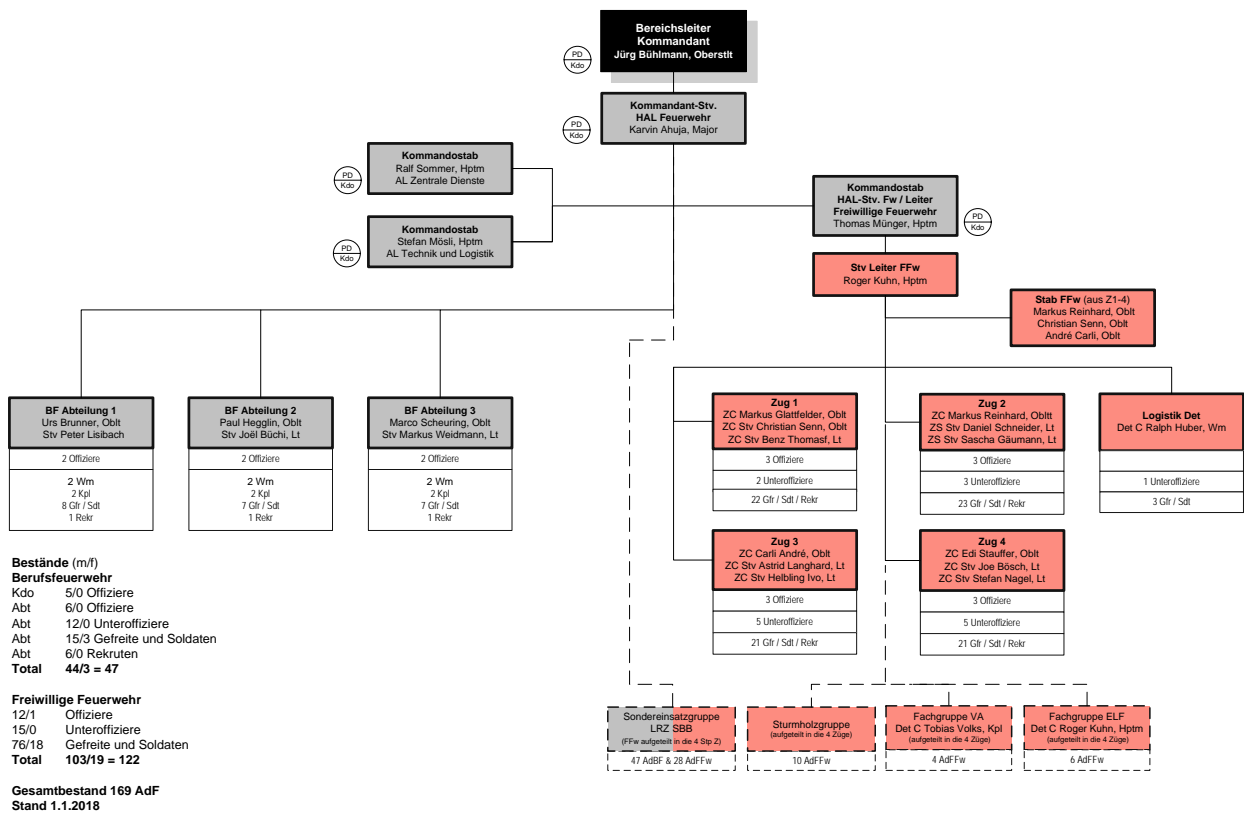 Bereichsleiter
Kommandant
Jürg Bühlmann, Oberstlt
PD
Kdo
Kommandant-Stv.
HAL Feuerwehr
Karvin Ahuja, Major
PD
Kdo
Kommandostab
Ralf Sommer, Hptm
AL Zentrale Dienste
PD
Kdo
Kommandostab
Stefan Mösli, Hptm
AL Technik und Logistik
PD
Kdo
Kommandostab
HAL-Stv. Fw / Leiter
Freiwillige Feuerwehr
Thomas Münger, Hptm
PD
Kdo
Stv Leiter FFw
Roger Kuhn, Hptm
Stab FFw (aus Z1-4)
Markus Reinhard, Oblt
Christian Senn, Oblt
André Carli, Oblt
BF Abteilung 1
Urs Brunner, Oblt
Stv Peter Lisibach
2 Offiziere
2 Wm
2 Kpl
8 Gfr / Sdt
1 Rekr
BF Abteilung 2
Paul Hegglin, Oblt
Stv Joël Büchi, Lt
2 Offiziere
2 Wm
2 Kpl
7 Gfr / Sdt
1 Rekr
BF Abteilung 3
Marco Scheuring, Oblt
Stv Markus Weidmann, Lt
2 Offiziere
2 Wm
2 Kpl
7 Gfr / Sdt
1 Rekr
Zug 1
ZC Markus Glattfelder, Oblt
ZC Stv Christian Senn, Oblt
ZC Stv Benz Thomasf, Lt
3 Offiziere
2 Unteroffiziere
22 Gfr / Sdt / Rekr
Zug 2
ZC Markus Reinhard, Obltt
ZS Stv Daniel Schneider, Lt
ZS Stv Sascha Gäumann, Lt
3 Offiziere
3 Unteroffiziere
23 Gfr / Sdt / Rekr
Logistik Det
Det C Ralph Huber, Wm
1 Unteroffiziere
3 Gfr / Sdt
Zug 3
ZC Carli André, Oblt
ZC Stv Astrid Langhard, Lt
ZC Stv Helbling Ivo, Lt
3 Offiziere
5 Unteroffiziere
21 Gfr / Sdt / Rekr
Zug 4
ZC Edi Stauffer, Oblt
ZC Stv Joe Bösch, Lt
ZC Stv Stefan Nagel, Lt
3 Offiziere
5 Unteroffiziere
21 Gfr / Sdt / Rekr
Bestände (m/f)
Berufsfeuerwehr
Kdo 5/0 Offiziere
Abt 6/0 Offiziere
Abt 12/0 Unteroffiziere
Abt 15/3 Gefreite und Soldaten
Abt 6/0 Rekruten
Total 44/3 = 47
Freiwillige Feuerwehr
12/1 Offiziere
15/0 Unteroffiziere
76/18 Gefreite und Soldaten
Total 103/19 = 122
Gesamtbestand 169 AdF
Stand 1.1.2018
Sondereinsatzgruppe
LRZ SBB
(FFw aufgeteilt in die 4 Stp Z)
47 AdBF & 28 AdFFw
Sturmholzgruppe
(aufgeteilt in die 4 Züge)
10 AdFFw
Fachgruppe VA
Det C Tobias Volks, Kpl
(aufgeteilt in die 4 Züge)
4 AdFFw
Fachgruppe ELF
Det C Roger Kuhn, Hptm
(aufgeteilt in die 4 Züge)
6 AdFFw